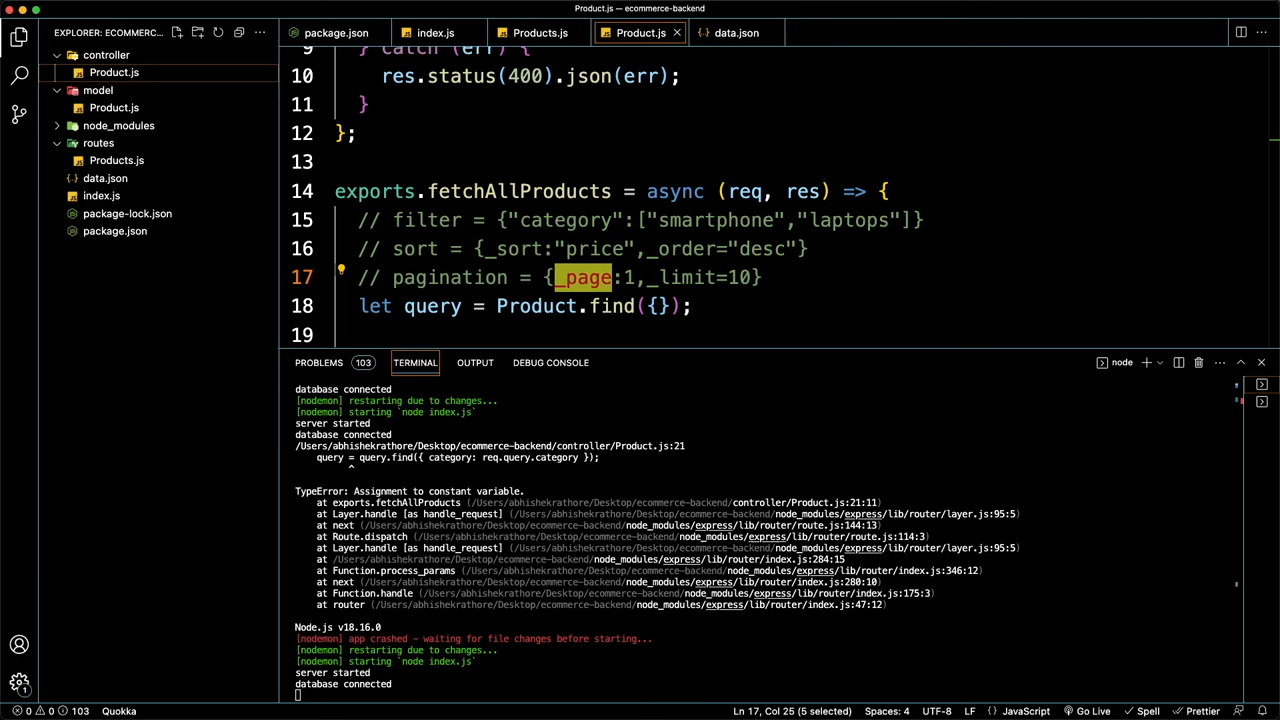 Product.js — ecommerce-backend
EXPLORER: ECOMMERC...
package.json
index.js
Products.js
Product.js
data.json
controller
Product.js
model
Product.js
node_modules
routes
Products.js
data.json
index.js
package-lock.json
package.json
9 } catch (err) {
10 res.status(400).json(err);
11 }
12 };
13
14 exports.fetchAllProducts = async (req, res) => {
15 // filter = {"category":["smartphone","laptops"]}
16 // sort = {_sort:"price",_order="desc"}
17 // pagination = {_page:1,_limit=10}
18 let query = Product.find({});
19
PROBLEMS 103 TERMINAL OUTPUT DEBUG CONSOLE
node
database connected
[nodemon] restarting due to changes...
[nodemon] starting `node index.js`
server started
database connected
/Users/abhishekrathore/Desktop/ecommerce-backend/controller/Product.js:21
query = query.find({ category: req.query.category });
^
TypeError: Assignment to constant variable.
at exports.fetchAllProducts (/Users/abhishekrathore/Desktop/ecommerce-backend/controller/Product.js:21:11)
at Layer.handle [as handle_request] (/Users/abhishekrathore/Desktop/ecommerce-backend/node_modules/express/lib/router/layer.js:95:5)
at next (/Users/abhishekrathore/Desktop/ecommerce-backend/node_modules/express/lib/router/route.js:144:13)
at Route.dispatch (/Users/abhishekrathore/Desktop/ecommerce-backend/node_modules/express/lib/router/route.js:114:3)
at Layer.handle [as handle_request] (/Users/abhishekrathore/Desktop/ecommerce-backend/node_modules/express/lib/router/layer.js:95:5)
at /Users/abhishekrathore/Desktop/ecommerce-backend/node_modules/express/lib/router/index.js:284:15
at Function.process_params (/Users/abhishekrathore/Desktop/ecommerce-backend/node_modules/express/lib/router/index.js:346:12)
at next (/Users/abhishekrathore/Desktop/ecommerce-backend/node_modules/express/lib/router/index.js:280:10)
at Function.handle (/Users/abhishekrathore/Desktop/ecommerce-backend/node_modules/express/lib/router/index.js:175:3)
at router (/Users/abhishekrathore/Desktop/ecommerce-backend/node_modules/express/lib/router/index.js:47:12)
Node.js v18.16.0
[nodemon] app crashed - waiting for file changes before starting...
[nodemon] restarting due to changes...
[nodemon] starting `node index.js`
server started
database connected
1
0 0 103 Quokka
Ln 17, Col 25 (5 selected) Spaces: 4 UTF-8 LF {} JavaScript Go Live Spell Prettier